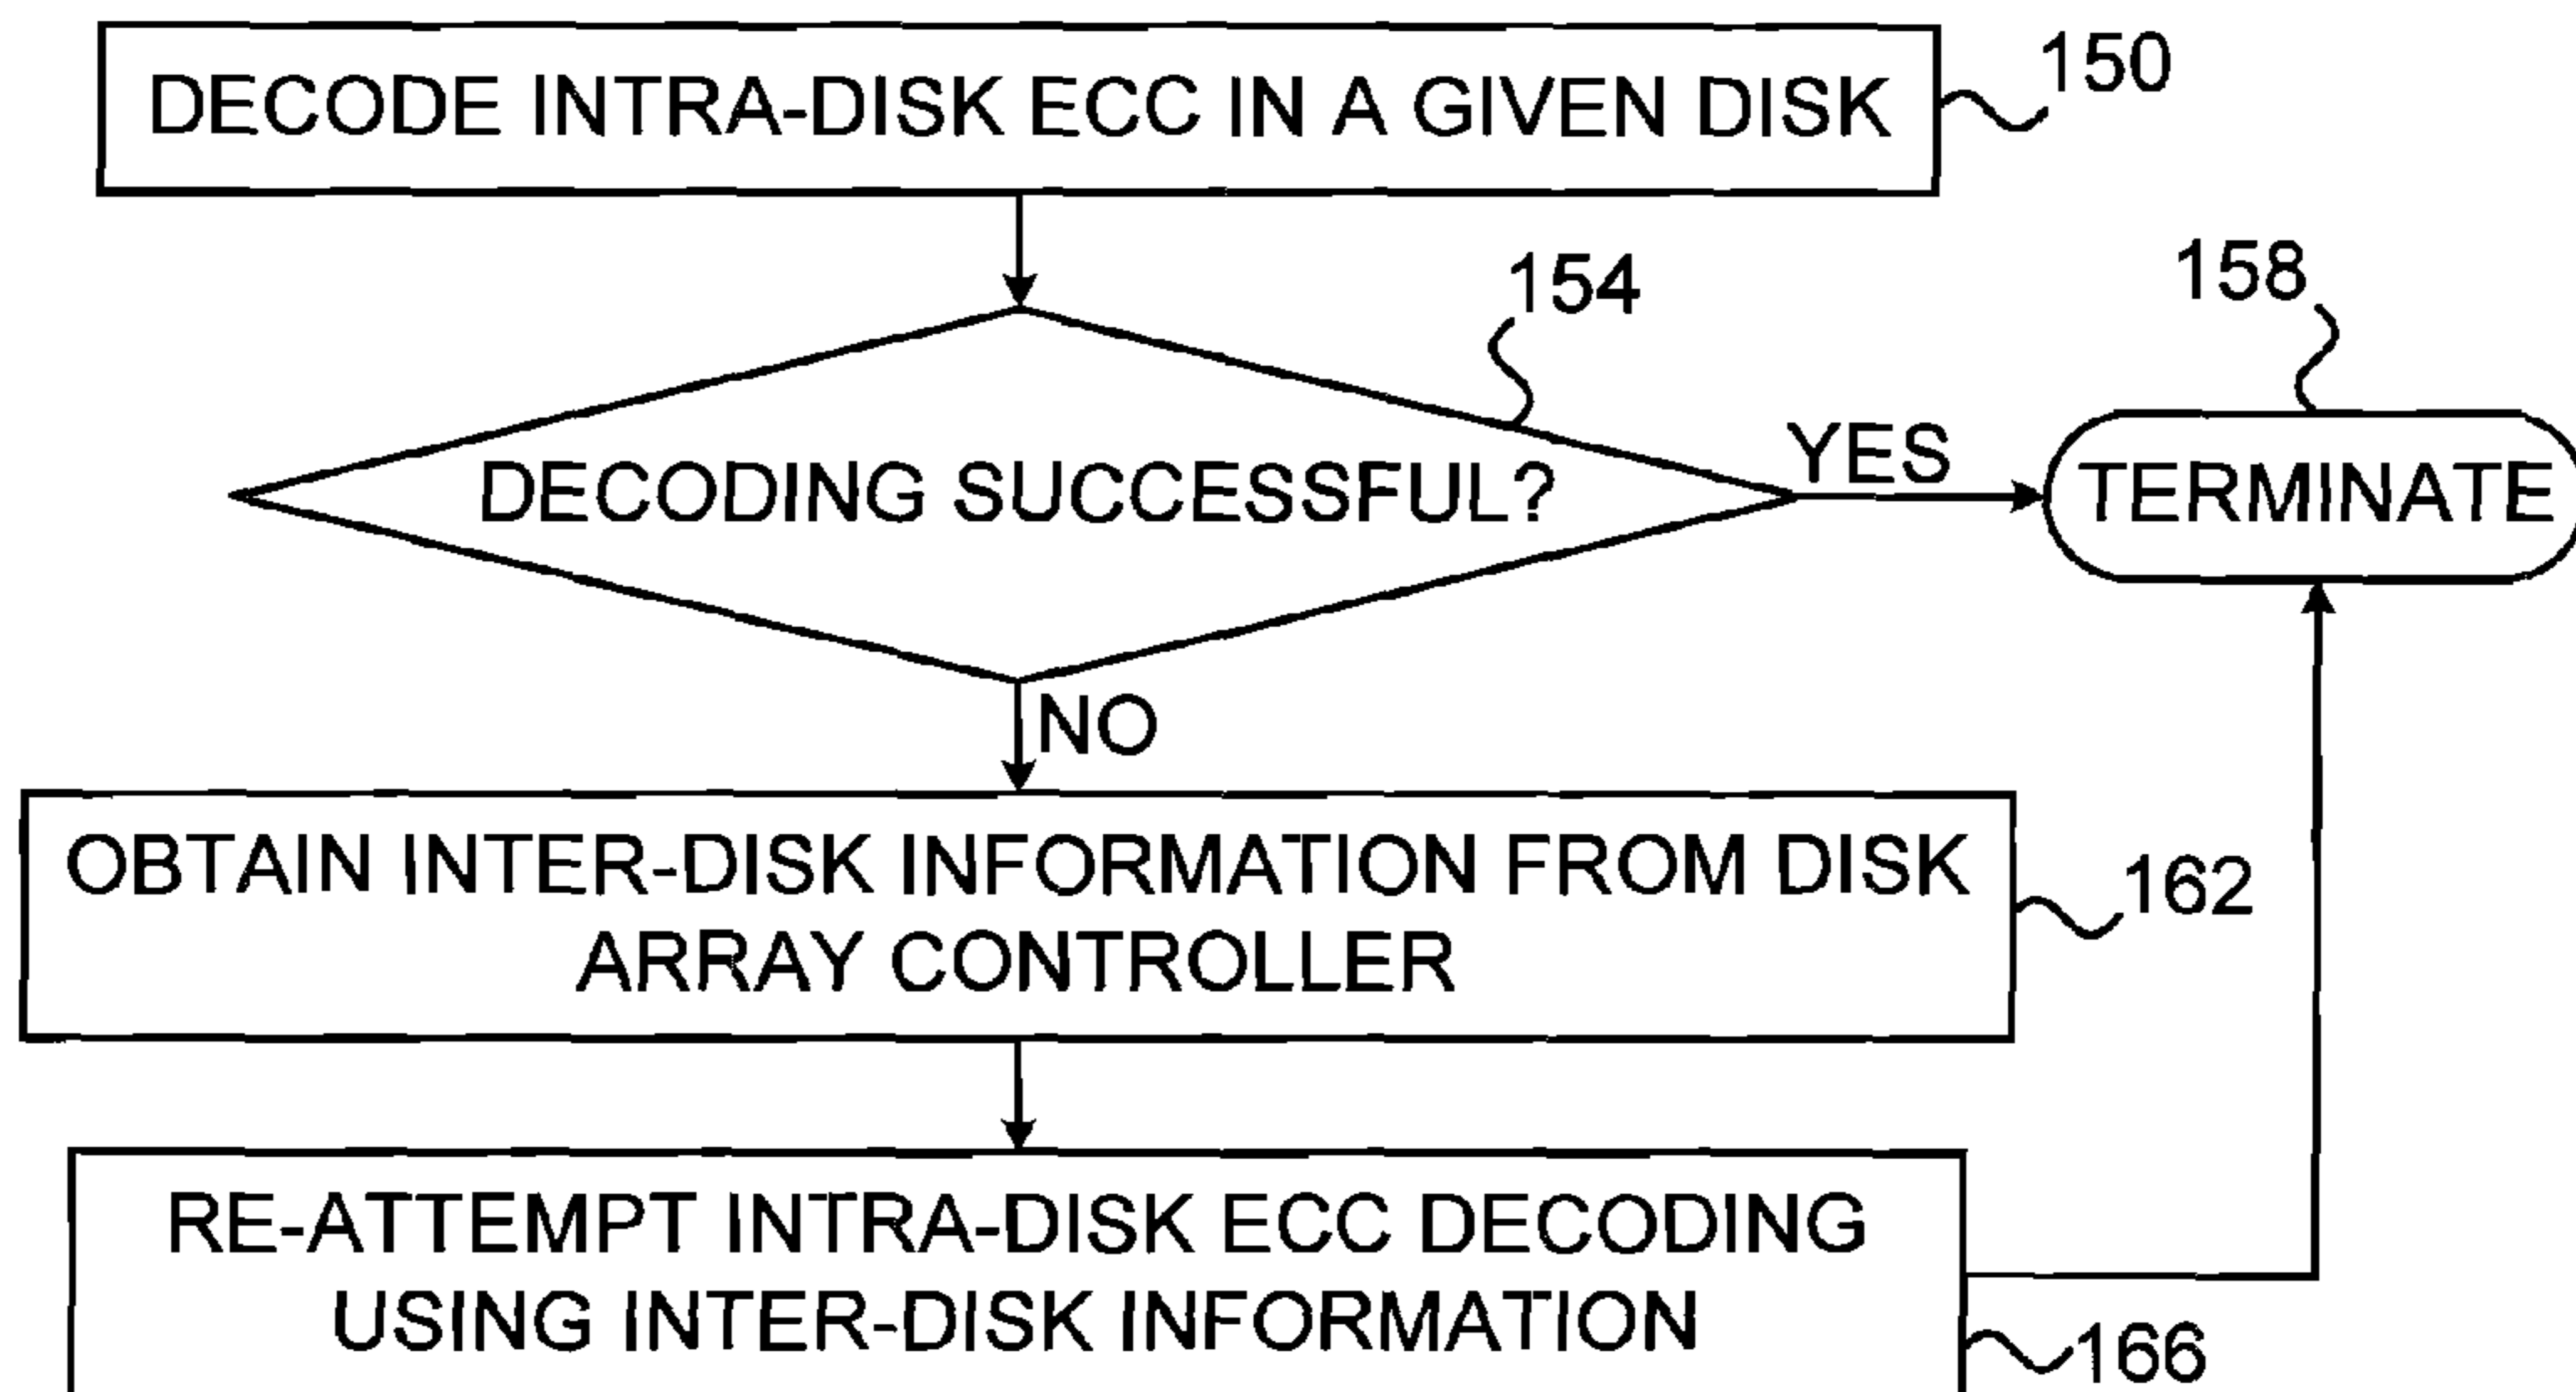 DECODE INTRA-DISK ECC IN A GIVEN DISK
150
154
158
DECODING SUCCESSFUL?
YES
TERMINATE
NO
OBTAIN INTER-DISK INFORMATION FROM DISK
ARRAY CONTROLLER
162
RE-ATTEMPT INTRA-DISK ECC DECODING
USING INTER-DISK INFORMATION
166